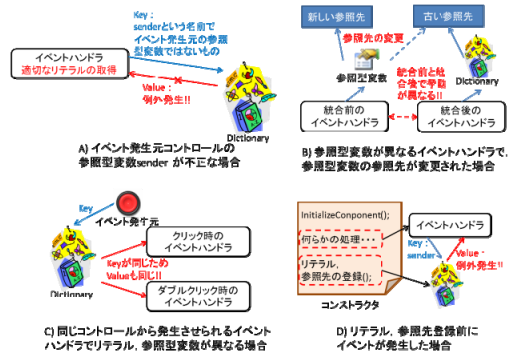 Key：
senderという名前で
イベント発生元の参照
型変数ではないもの
イベントハンドラ
適切なリテラルの取得
Value：
例外発生!!
Dictionary
A) イベント発生元コントロールの
参照型変数sender が不正な場合
新しい参照先
古い参照先
参照先の変更
参照型変数
Dictionary
統合前と統
合後で挙動
が異なる!!
統合前の
イベントハンドラ
統合後の
イベントハンドラ
B) 参照型変数が異なるイベントハンドラで，
参照型変数の参照先が変更された場合
Key
イベント発生元
クリック時の
イベントハンドラ
Keyが同じため
Valueも同じ!!
Dictionary
ダブルクリック時の
イベントハンドラ
C) 同じコントロールから発生させられるイベント
ハンドラでリテラル，参照型変数が異なる場合
InitializeComponent();
イベントハンドラ
何らかの処理・・・
Key：
sender
Value：
例外発生!!
リテラル，
参照先の登録();
Dictionary
コンストラクタ
D) リテラル，参照先登録前に
イベントが発生した場合